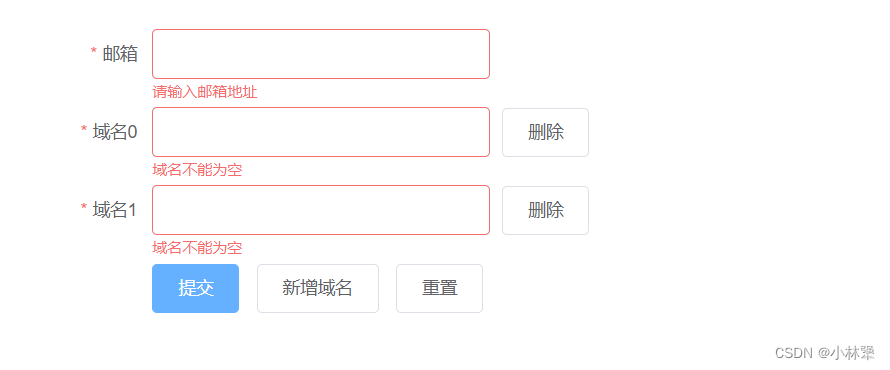 * 邮箱
请输入邮箱地址
* 域名0 删除
域名不能为空
* 域名1 删除
域名不能为空
提交 新增域名 重置
CSDN @小林犟